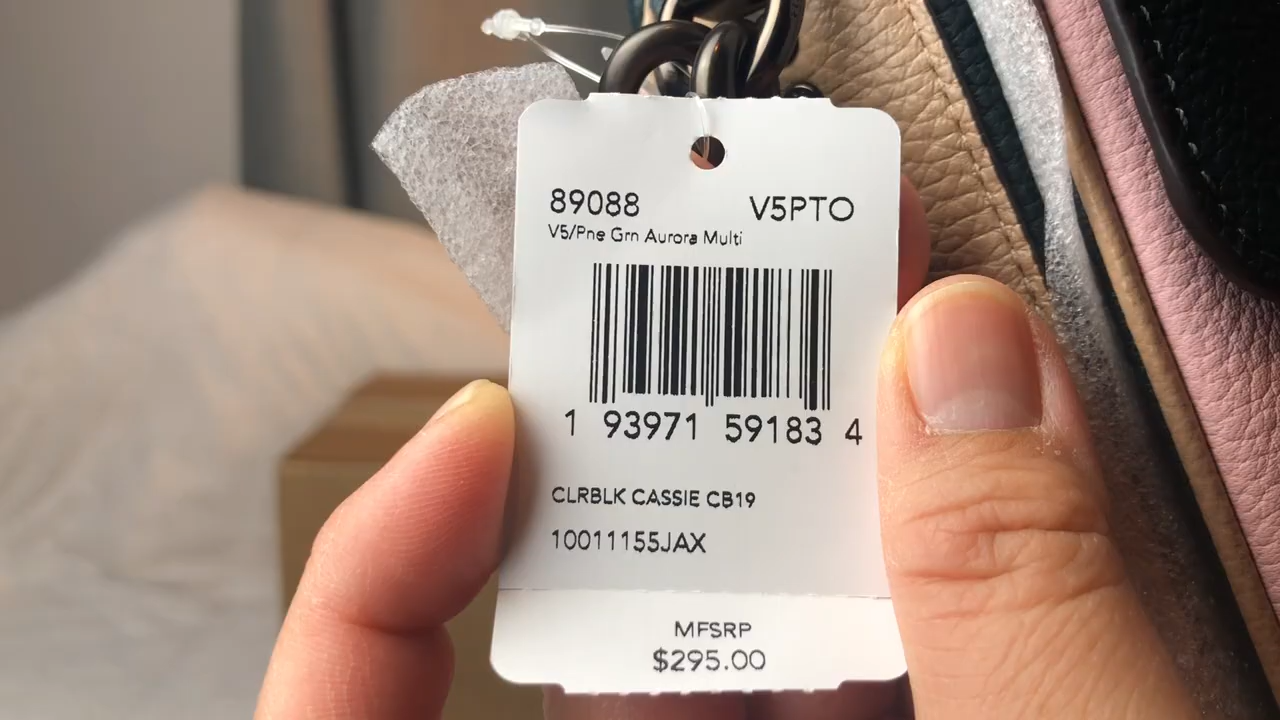 89088 V5PTO
V5/Pne Grn Aurora Multi
1 93971 59183 4
CLRBLK CASSIE CB19
10011155JAX
MFSRP
$295.00